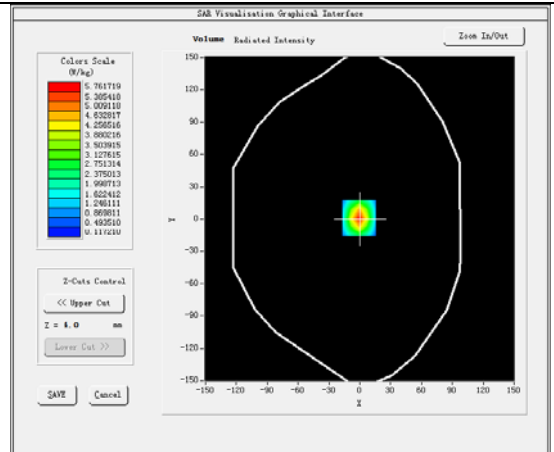 SAR Visualisation Graphical Interface
Volume Radiated Intensity
Zoom In/Out
Colors Scale
(W/kg)
5.761719
5.385418
5.009118
4.632817
4.256516
3.880216
3.503915
3.127615
2.751314
2.375013
1.998713
1.622412
1.246111
0.869811
0.493510
0.117210
150
120
90
60
30
0
-30
-60
-90
-120
-150
Y
-150 -120 -90 -60 -30 0 30 60 90 120 150
X
Z-Cuts Control
<< Upper Cut
Z = 4.0 mm
Lower Cut >>
SAVE
Cancel